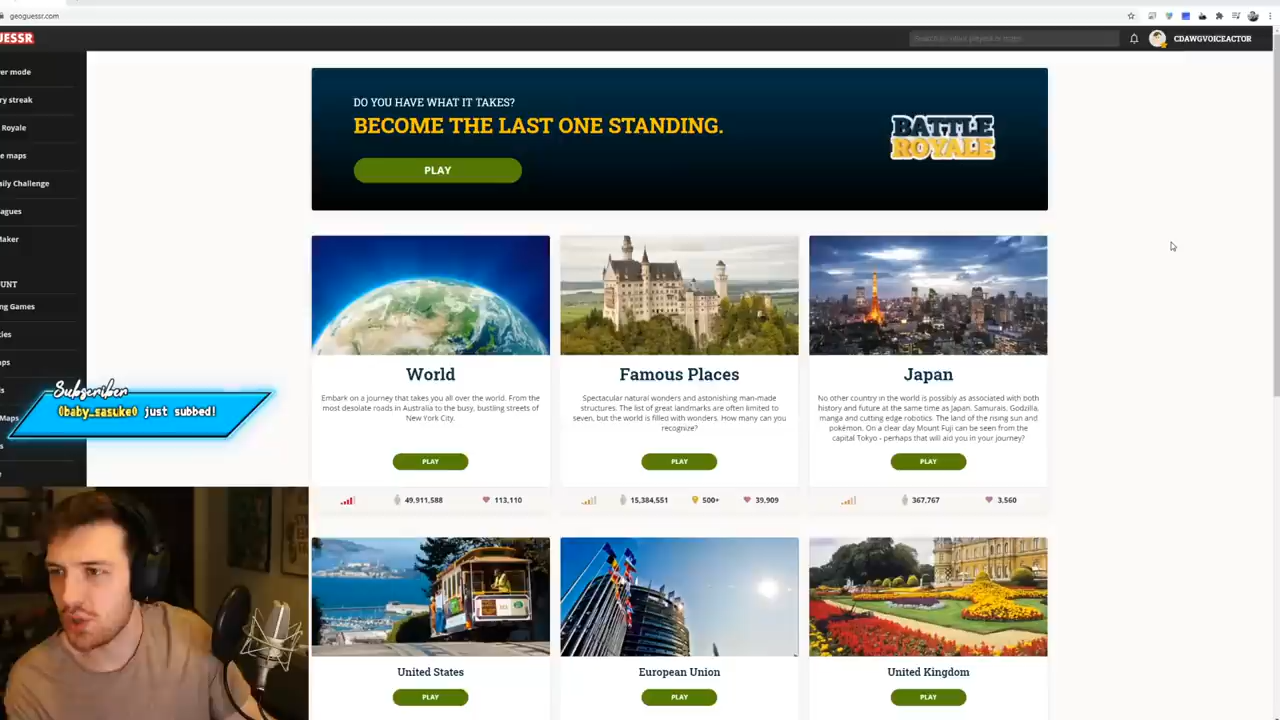 geoguessr.com
UESSR
CDAWGVOICEACTOR
er mode
ry streak
Royale
e maps
aily Challenge
agues
Maker
UNT
ng Games
ies
aps
ls
Maps
s
e
DO YOU HAVE WHAT IT TAKES?
BECOME THE LAST ONE STANDING.
PLAY
BATTLE
ROYALE
World
Embark on a journey that takes you all over the world. From the
most desolate roads in Australia to the busy, bustling streets of
New York City.
PLAY
49,911,588
113,110
Famous Places
Spectacular natural wonders and astonishing man-made
structures. The list of great landmarks are often limited to
seven, but the world is filled with wonders. How many can you
recognize?
PLAY
15,384,551
500+
39,909
Japan
No other country in the world is possibly as associated with both
history and future at the same time as Japan. Samurais, Godzilla,
manga and cutting edge robotics. The land of the rising sun and
pokémon. On a clear day Mount Fuji can be seen from the
capital Tokyo - perhaps that will aid you in your journey?
PLAY
367,767
3,560
Subscriber
0baby_sasuke0 just subbed!
United States
PLAY
European Union
PLAY
United Kingdom
PLAY